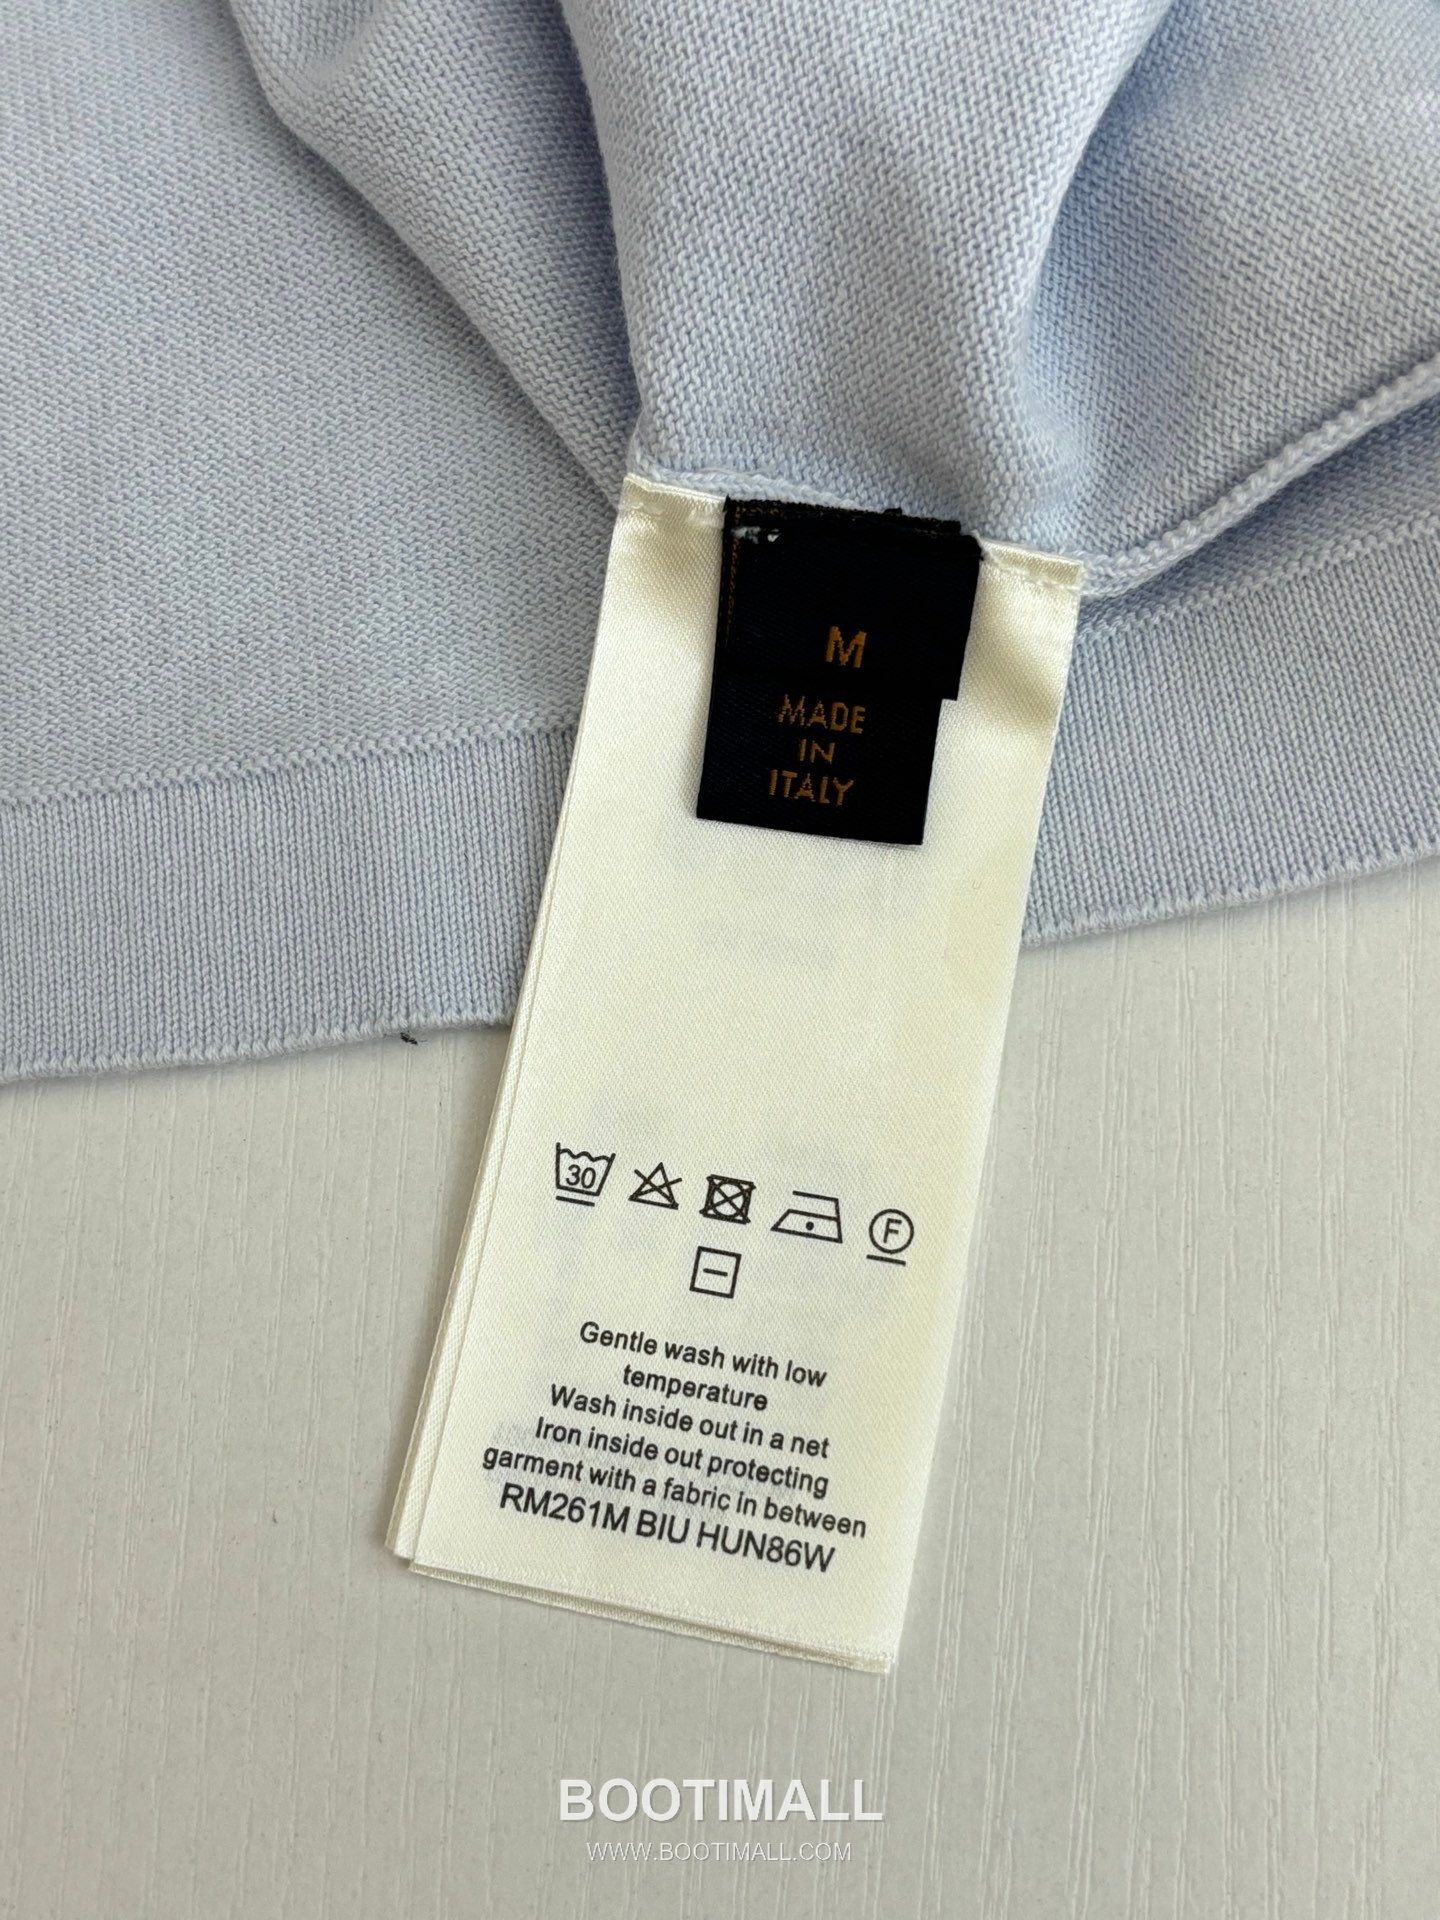 M
MADE
IN
ITALY
30
F
Gentle wash with low
temperature
Wash inside out in a net
Iron inside out protecting
garment with a fabric in between
RM261M BIU HUN86W
BOOTIMALL
WWW.BOOTIMALL.COM